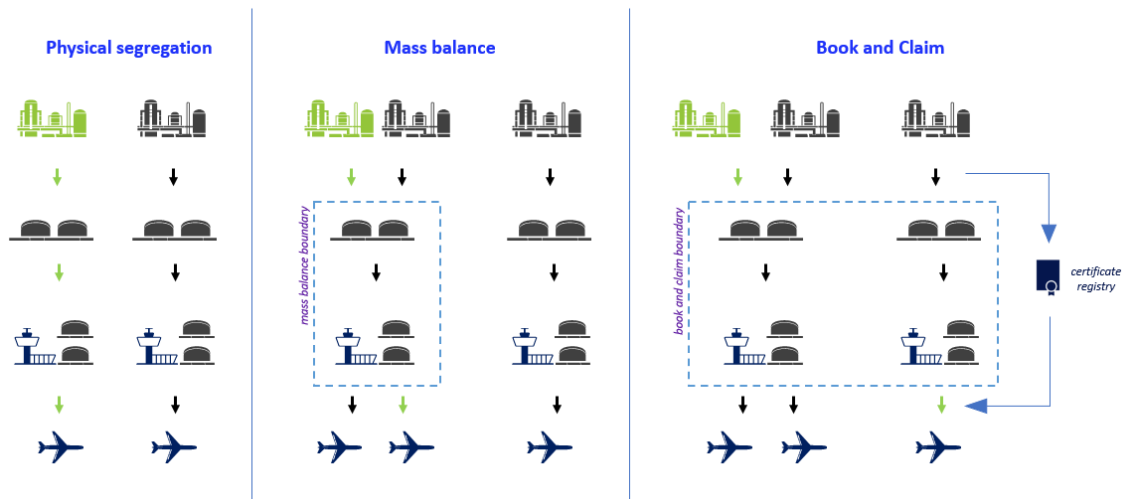 Physical segregation
Mass balance
Book and Claim
mass balance boundary
book and claim boundary
certificate
registry